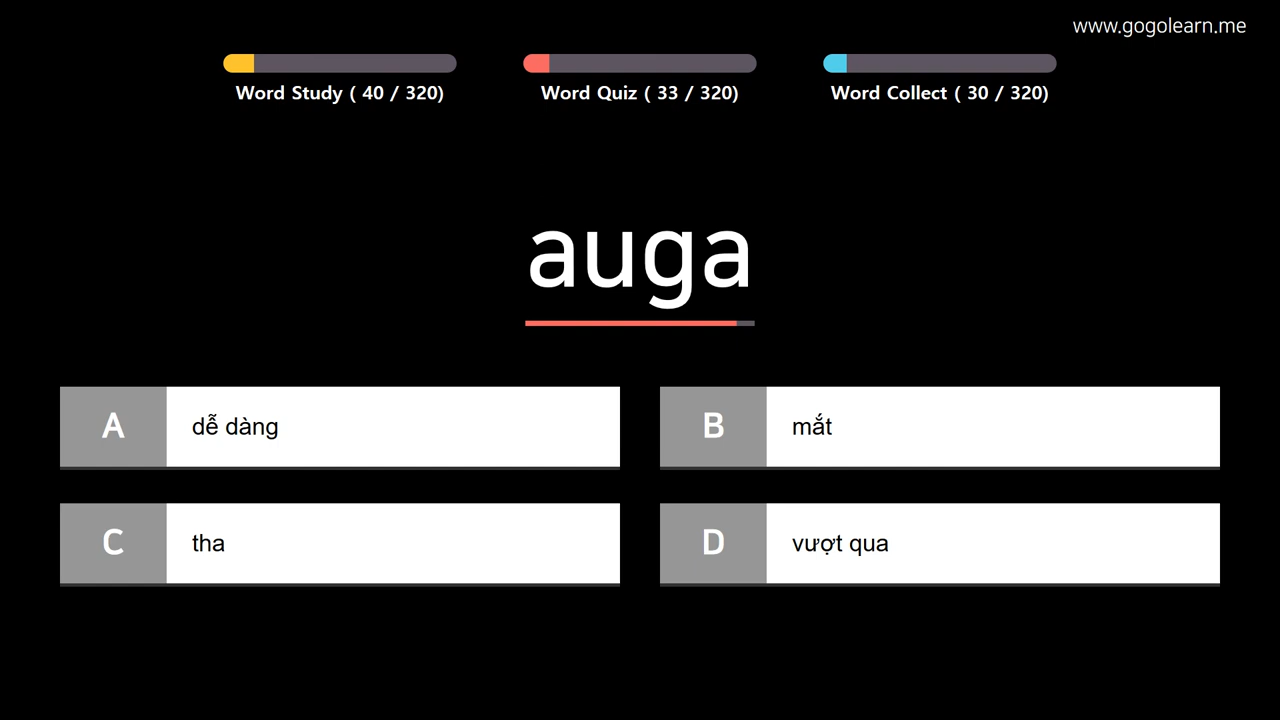 www.gogolearn.me
Word Study ( 40 / 320)
Word Quiz ( 33 / 320)
Word Collect ( 30 / 320)
auga
A
dễ dàng
B
mắt
C
tha
D
vượt qua